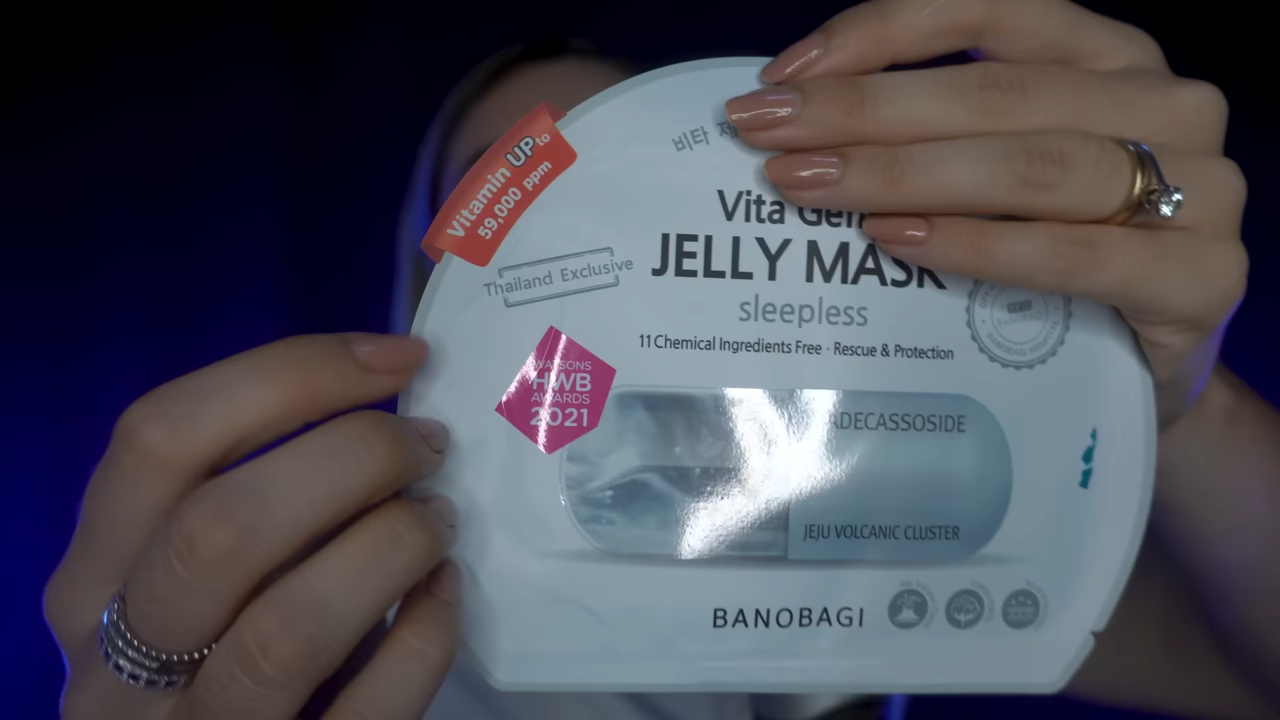 비타
Vitamin UP to
59,000 ppm
Vita Gen
JELLY MASK
Thailand Exclusive
sleepless
11 Chemical Ingredients Free · Rescue & Protection
WATSONS
HWB
AWARDS
2021
ADECASSOSIDE
JEJU VOLCANIC CLUSTER
BANOBAGI